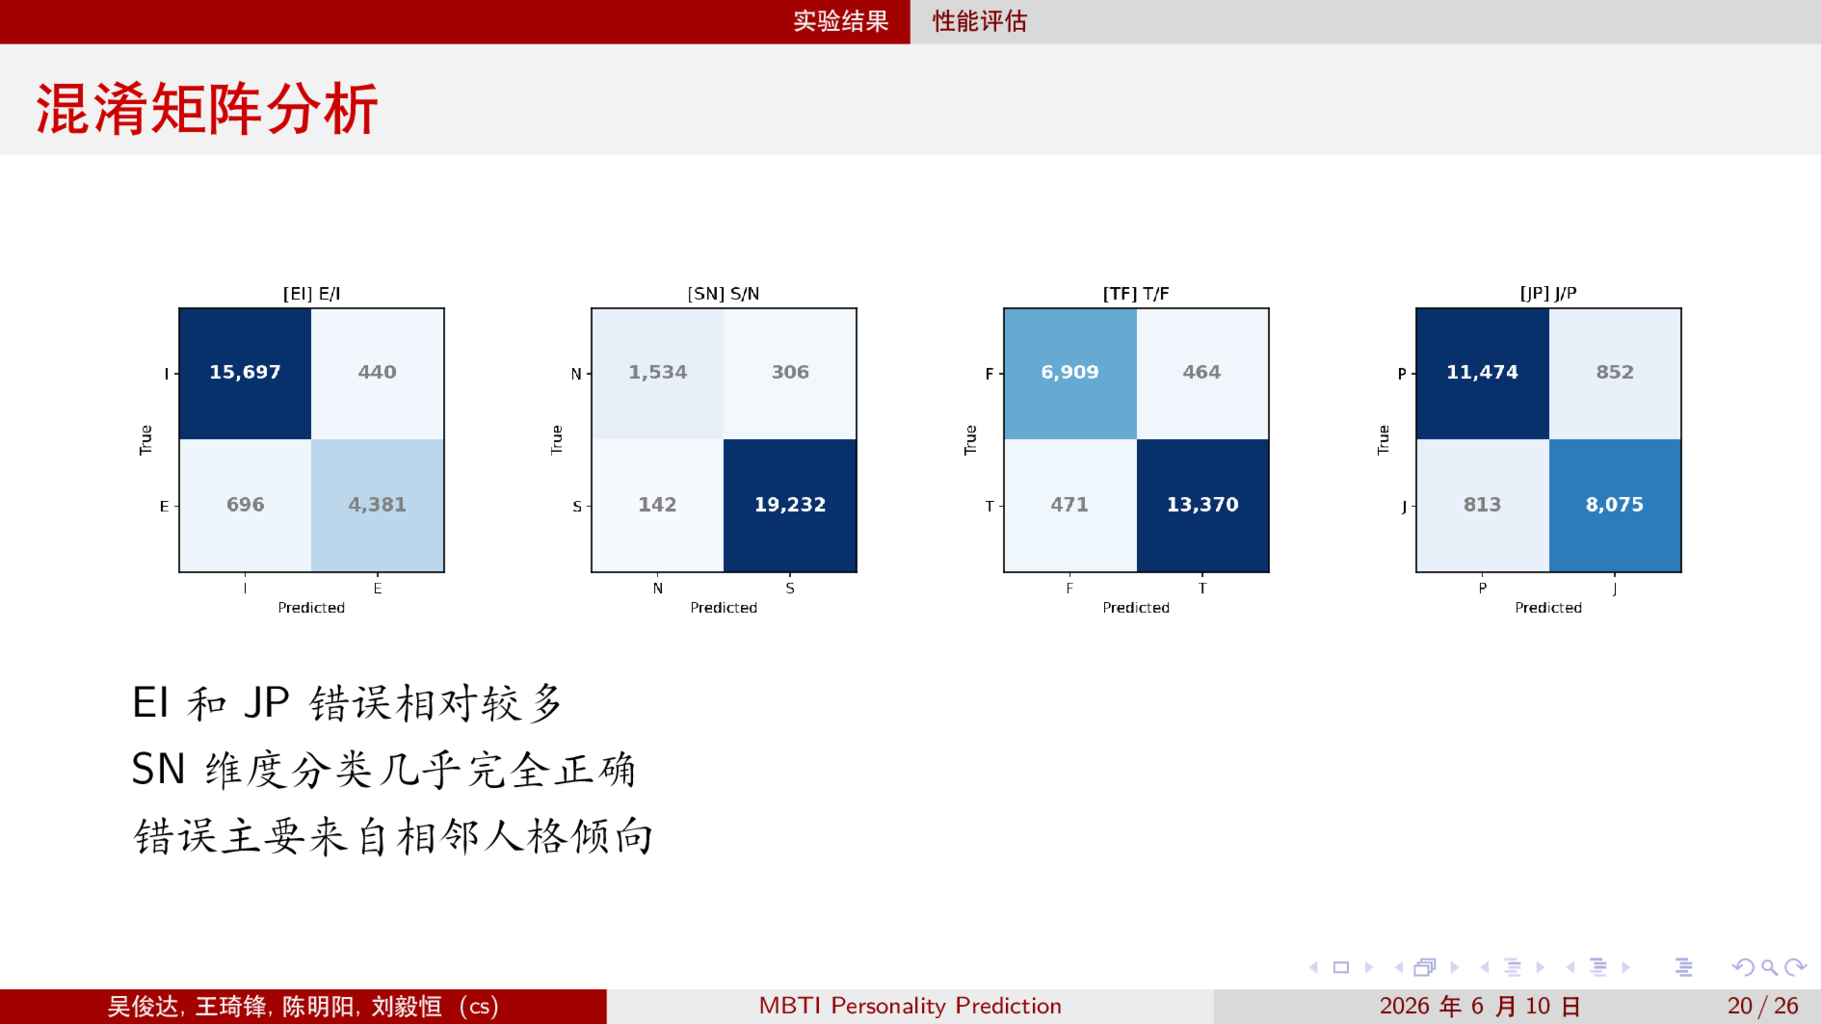 实验结果 性能评估
混淆矩阵分析
[EI] E/I
I 15,697 440
E 696 4,381
True
I E
Predicted
[SN] S/N
N 1,534 306
S 142 19,232
True
N S
Predicted
[TF] T/F
F 6,909 464
T 471 13,370
True
F T
Predicted
[JP] J/P
P 11,474 852
J 813 8,075
True
P J
Predicted
EI 和 JP 错误相对较多
SN 维度分类几乎完全正确
错误主要来自相邻人格倾向
吴俊达, 王琦锋, 陈明阳, 刘毅恒 (cs) MBTI Personality Prediction 2026 年 6 月 10 日 20 / 26